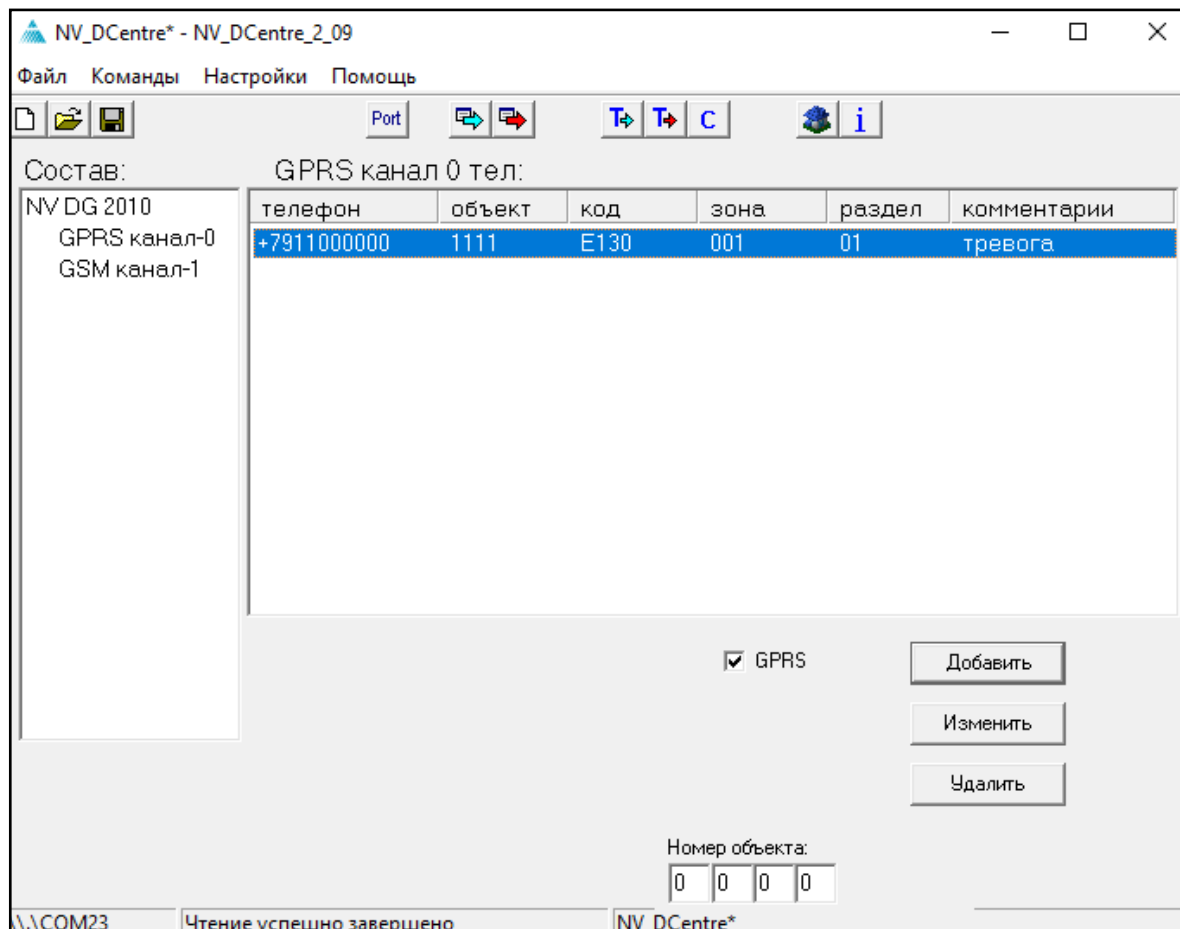 NV_DCentre* - NV_DCentre_2_09
Файл Команды Настройки Помощь
Port T T C i
Состав:
GPRS канал 0 тел:
NV DG 2010
GPRS канал-0
GSM канал-1
телефон объект код зона раздел комментарии
+7911000000 1111 E130 001 01 тревога
GPRS
Добавить
Изменить
Удалить
Номер объекта:
0 0 0 0
\\.\COM23 Чтение успешно завершено NV_DCentre*